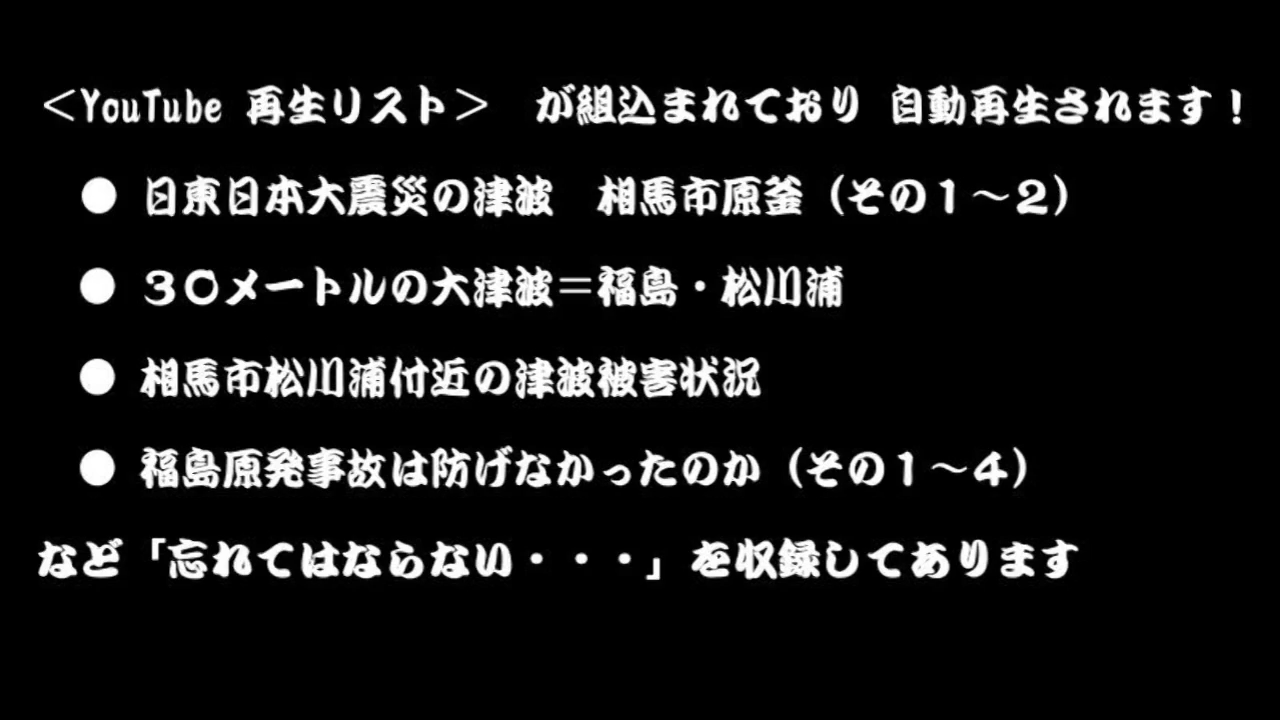 ＜YouTube 再生リスト＞　が組込まれており 自動再生されます！
● 日東日本大震災の津波　相馬市原釜（その１～２）
● ３０メートルの大津波＝福島・松川浦
● 相馬市松川浦付近の津波被害状況
● 福島原発事故は防げなかったのか（その１～４）
など「忘れてはならない・・・」を収録してあります